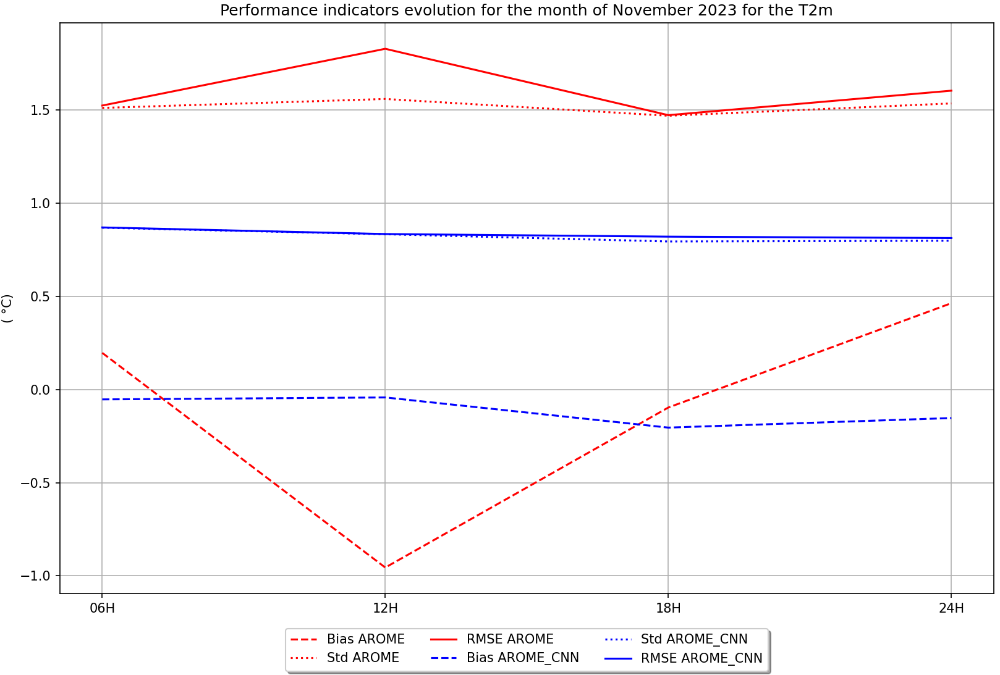 Performance indicators evolution for the month of November 2023 for the T2m
( °C)
1.5
1.0
0.5
0.0
−0.5
−1.0
06H 12H 18H 24H
Bias AROME RMSE AROME Std AROME_CNN
Std AROME Bias AROME_CNN RMSE AROME_CNN